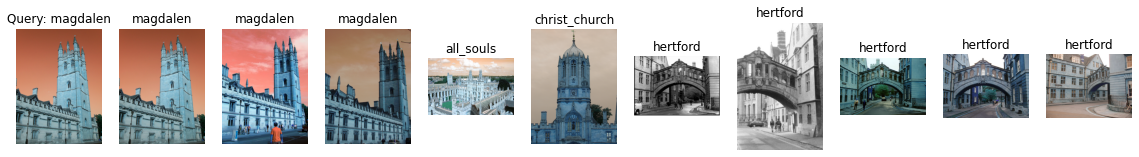 Query: magdalen
magdalen
magdalen
magdalen
all_souls
christ_church
hertford
hertford
hertford
hertford
hertford